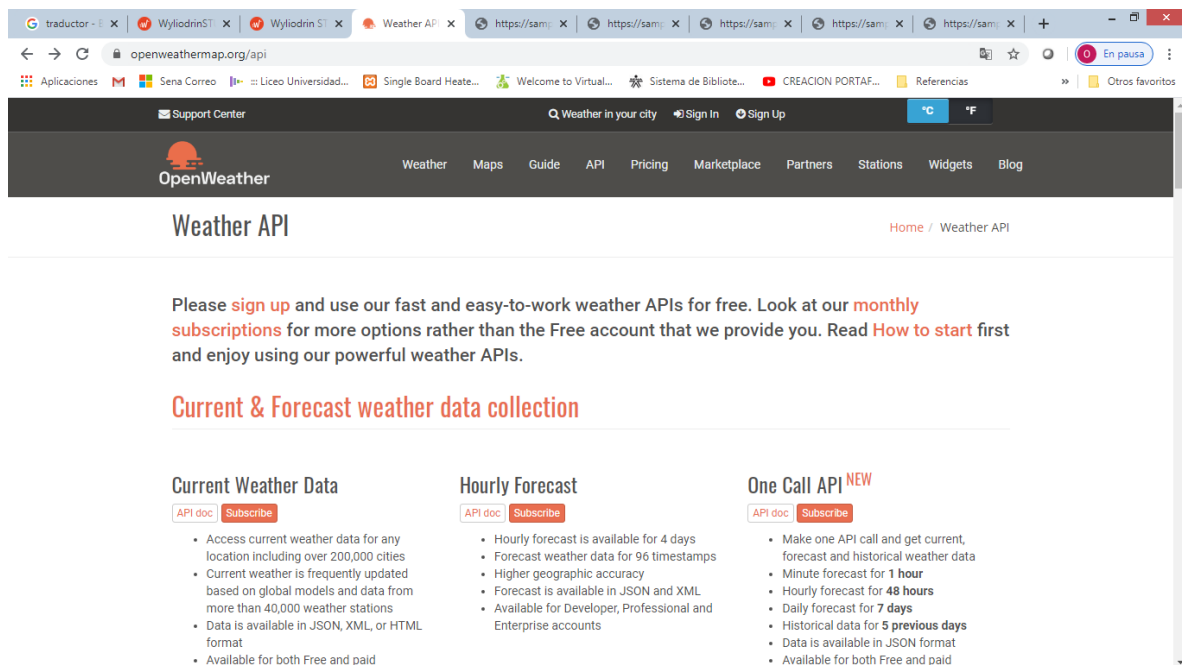 traductor - B
WyliodrinST
Wyliodrin ST
Weather AP
https://samp
https://samp
https://samp
https://samp
https://samp
openweathermap.org/api
O
En pausa
Aplicaciones
Sena Correo
::: Liceo Universidad...
Single Board Heate...
Welcome to Virtual...
Sistema de Bibliote...
CREACION PORTAF...
Referencias
»
Otros favoritos
Support Center
Weather in your city
Sign In
Sign Up
°C
°F
OpenWeather
Weather
Maps
Guide
API
Pricing
Marketplace
Partners
Stations
Widgets
Blog
Weather API
Home / Weather API
Please sign up and use our fast and easy-to-work weather APIs for free. Look at our monthly
subscriptions for more options rather than the Free account that we provide you. Read How to start first
and enjoy using our powerful weather APIs.
Current & Forecast weather data collection
Current Weather Data
API doc Subscribe
• Access current weather data for any
location including over 200,000 cities
• Current weather is frequently updated
based on global models and data from
more than 40,000 weather stations
• Data is available in JSON, XML, or HTML
format
• Available for both Free and paid
Hourly Forecast
API doc Subscribe
• Hourly forecast is available for 4 days
• Forecast weather data for 96 timestamps
• Higher geographic accuracy
• Forecast is available in JSON and XML
• Available for Developer, Professional and
Enterprise accounts
One Call API NEW
API doc Subscribe
• Make one API call and get current,
forecast and historical weather data
• Minute forecast for 1 hour
• Hourly forecast for 48 hours
• Daily forecast for 7 days
• Historical data for 5 previous days
• Data is available in JSON format
• Available for both Free and paid